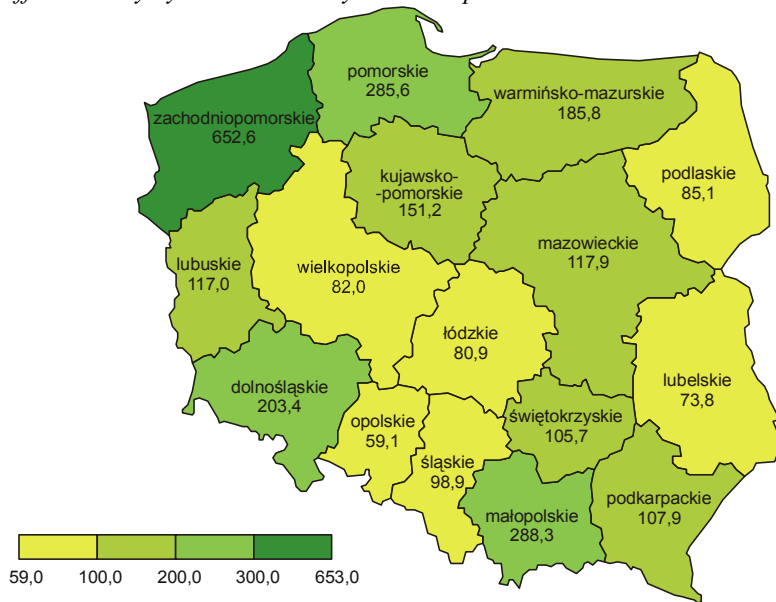 pomorskie
285,6
warmińsko-mazurskie
185,8
zachodniopomorskie
652,6
kujawsko-
-pomorskie
151,2
podlaskie
85,1
mazowieckie
117,9
lubuskie
117,0
wielkopolskie
82,0
łódzkie
80,9
lubelskie
73,8
dolnośląskie
203,4
opolskie
59,1
świętokrzyskie
105,7
śląskie
98,9
podkarpackie
107,9
małopolskie
288,3
59,0 100,0 200,0 300,0 653,0